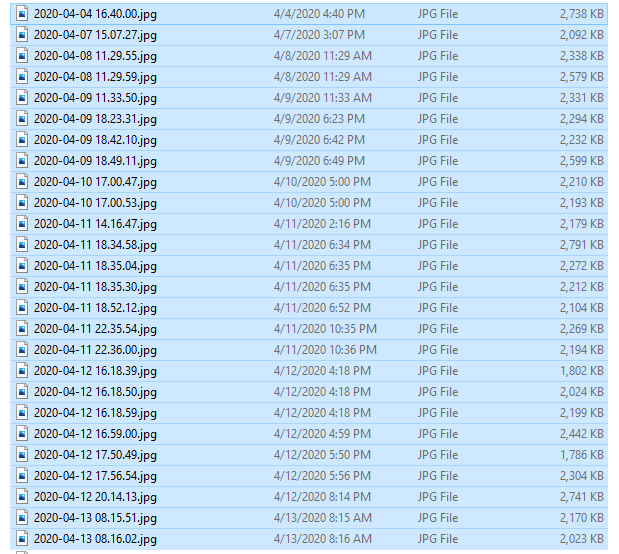 2020-04-04 16.40.00.jpg 4/4/2020 4:40 PM JPG File 2,738 KB
2020-04-07 15.07.27.jpg 4/7/2020 3:07 PM JPG File 2,092 KB
2020-04-08 11.29.55.jpg 4/8/2020 11:29 AM JPG File 2,338 KB
2020-04-08 11.29.59.jpg 4/8/2020 11:29 AM JPG File 2,579 KB
2020-04-09 11.33.50.jpg 4/9/2020 11:33 AM JPG File 2,331 KB
2020-04-09 18.23.31.jpg 4/9/2020 6:23 PM JPG File 2,294 KB
2020-04-09 18.42.10.jpg 4/9/2020 6:42 PM JPG File 2,232 KB
2020-04-09 18.49.11.jpg 4/9/2020 6:49 PM JPG File 2,599 KB
2020-04-10 17.00.47.jpg 4/10/2020 5:00 PM JPG File 2,210 KB
2020-04-10 17.00.53.jpg 4/10/2020 5:00 PM JPG File 2,193 KB
2020-04-11 14.16.47.jpg 4/11/2020 2:16 PM JPG File 2,179 KB
2020-04-11 18.34.58.jpg 4/11/2020 6:34 PM JPG File 2,791 KB
2020-04-11 18.35.04.jpg 4/11/2020 6:35 PM JPG File 2,272 KB
2020-04-11 18.35.30.jpg 4/11/2020 6:35 PM JPG File 2,212 KB
2020-04-11 18.52.12.jpg 4/11/2020 6:52 PM JPG File 2,104 KB
2020-04-11 22.35.54.jpg 4/11/2020 10:35 PM JPG File 2,269 KB
2020-04-11 22.36.00.jpg 4/11/2020 10:36 PM JPG File 2,194 KB
2020-04-12 16.18.39.jpg 4/12/2020 4:18 PM JPG File 1,802 KB
2020-04-12 16.18.50.jpg 4/12/2020 4:18 PM JPG File 2,024 KB
2020-04-12 16.18.59.jpg 4/12/2020 4:18 PM JPG File 2,199 KB
2020-04-12 16.59.00.jpg 4/12/2020 4:59 PM JPG File 2,442 KB
2020-04-12 17.50.49.jpg 4/12/2020 5:50 PM JPG File 1,786 KB
2020-04-12 17.56.54.jpg 4/12/2020 5:56 PM JPG File 2,304 KB
2020-04-12 20.14.13.jpg 4/12/2020 8:14 PM JPG File 2,741 KB
2020-04-13 08.15.51.jpg 4/13/2020 8:15 AM JPG File 2,170 KB
2020-04-13 08.16.02.jpg 4/13/2020 8:16 AM JPG File 2,023 KB